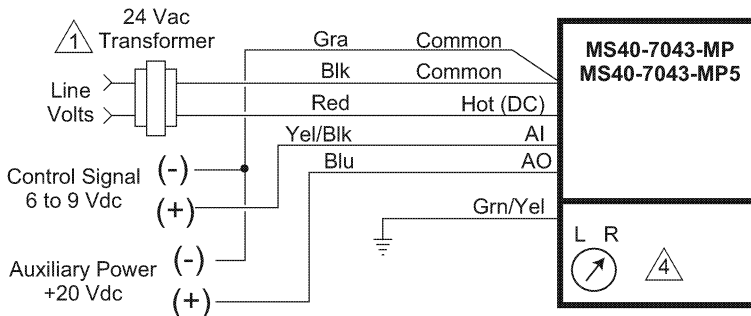 24 Vac
1 Transformer
Gra Common
Blk Common
Line
Volts
Red Hot (DC)
Yel/Blk AI
Blu AO
Control Signal (-)
6 to 9 Vdc (+)
Grn/Yel
Auxiliary Power (-)
+20 Vdc (+)
MS40-7043-MP
MS40-7043-MP5
L R
4